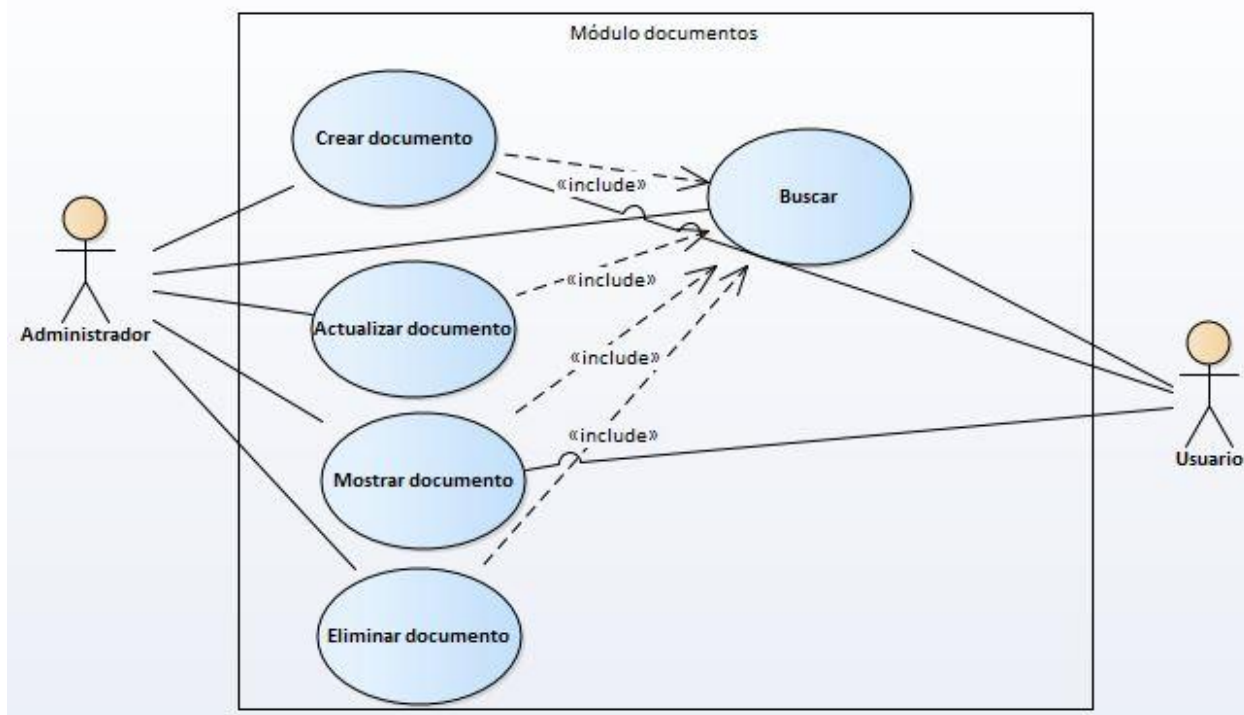 Módulo documentos
Crear documento
«include»
Buscar
«include»
Administrador
Actualizar documento
«include»
«include»
Usuario
Mostrar documento
Eliminar documento